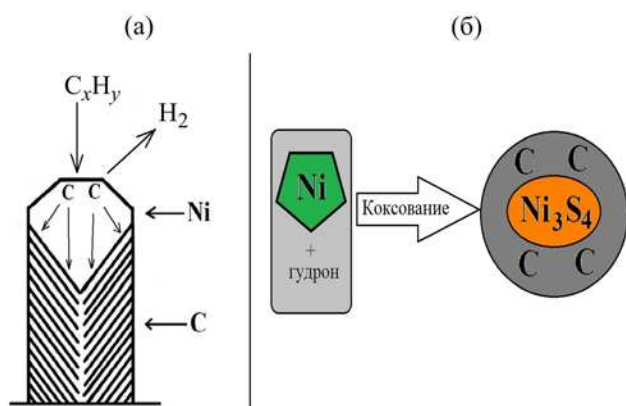 (а)
(б)
CxHy
H2
C C
Ni
C
Ni
+
гудрон
Коксование
C C
Ni3S4
C C